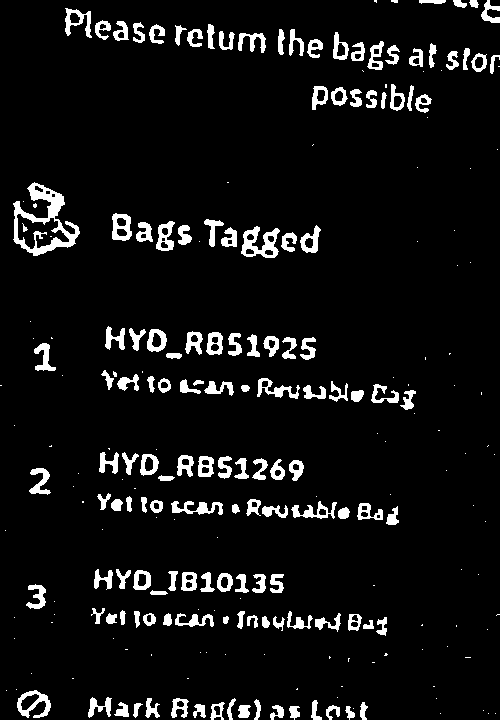 Please return the bags at
possible
Bags Tagged
1 HYD_RB51925
Yet to scan • Reusable Bag
2 HYD_RB51269
Yet to scan • Reusable Bag
3 HYD_IB10135
Yet to scan • Insulated Bag
Mark Bag(s) as Lost